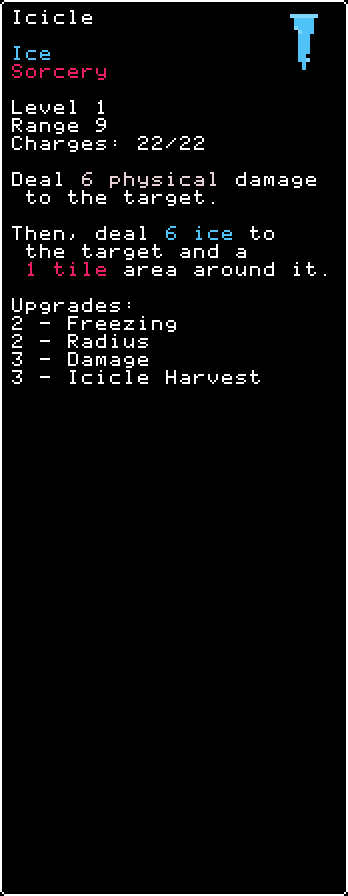 Icicle
Ice
Sorcery
Level 1
Range 9
Charges: 22/22
Deal 6 physical damage
to the target.
Then, deal 6 ice to
the target and a
1 tile area around it.
Upgrades:
2 - Freezing
2 - Radius
3 - Damage
3 - Icicle Harvest